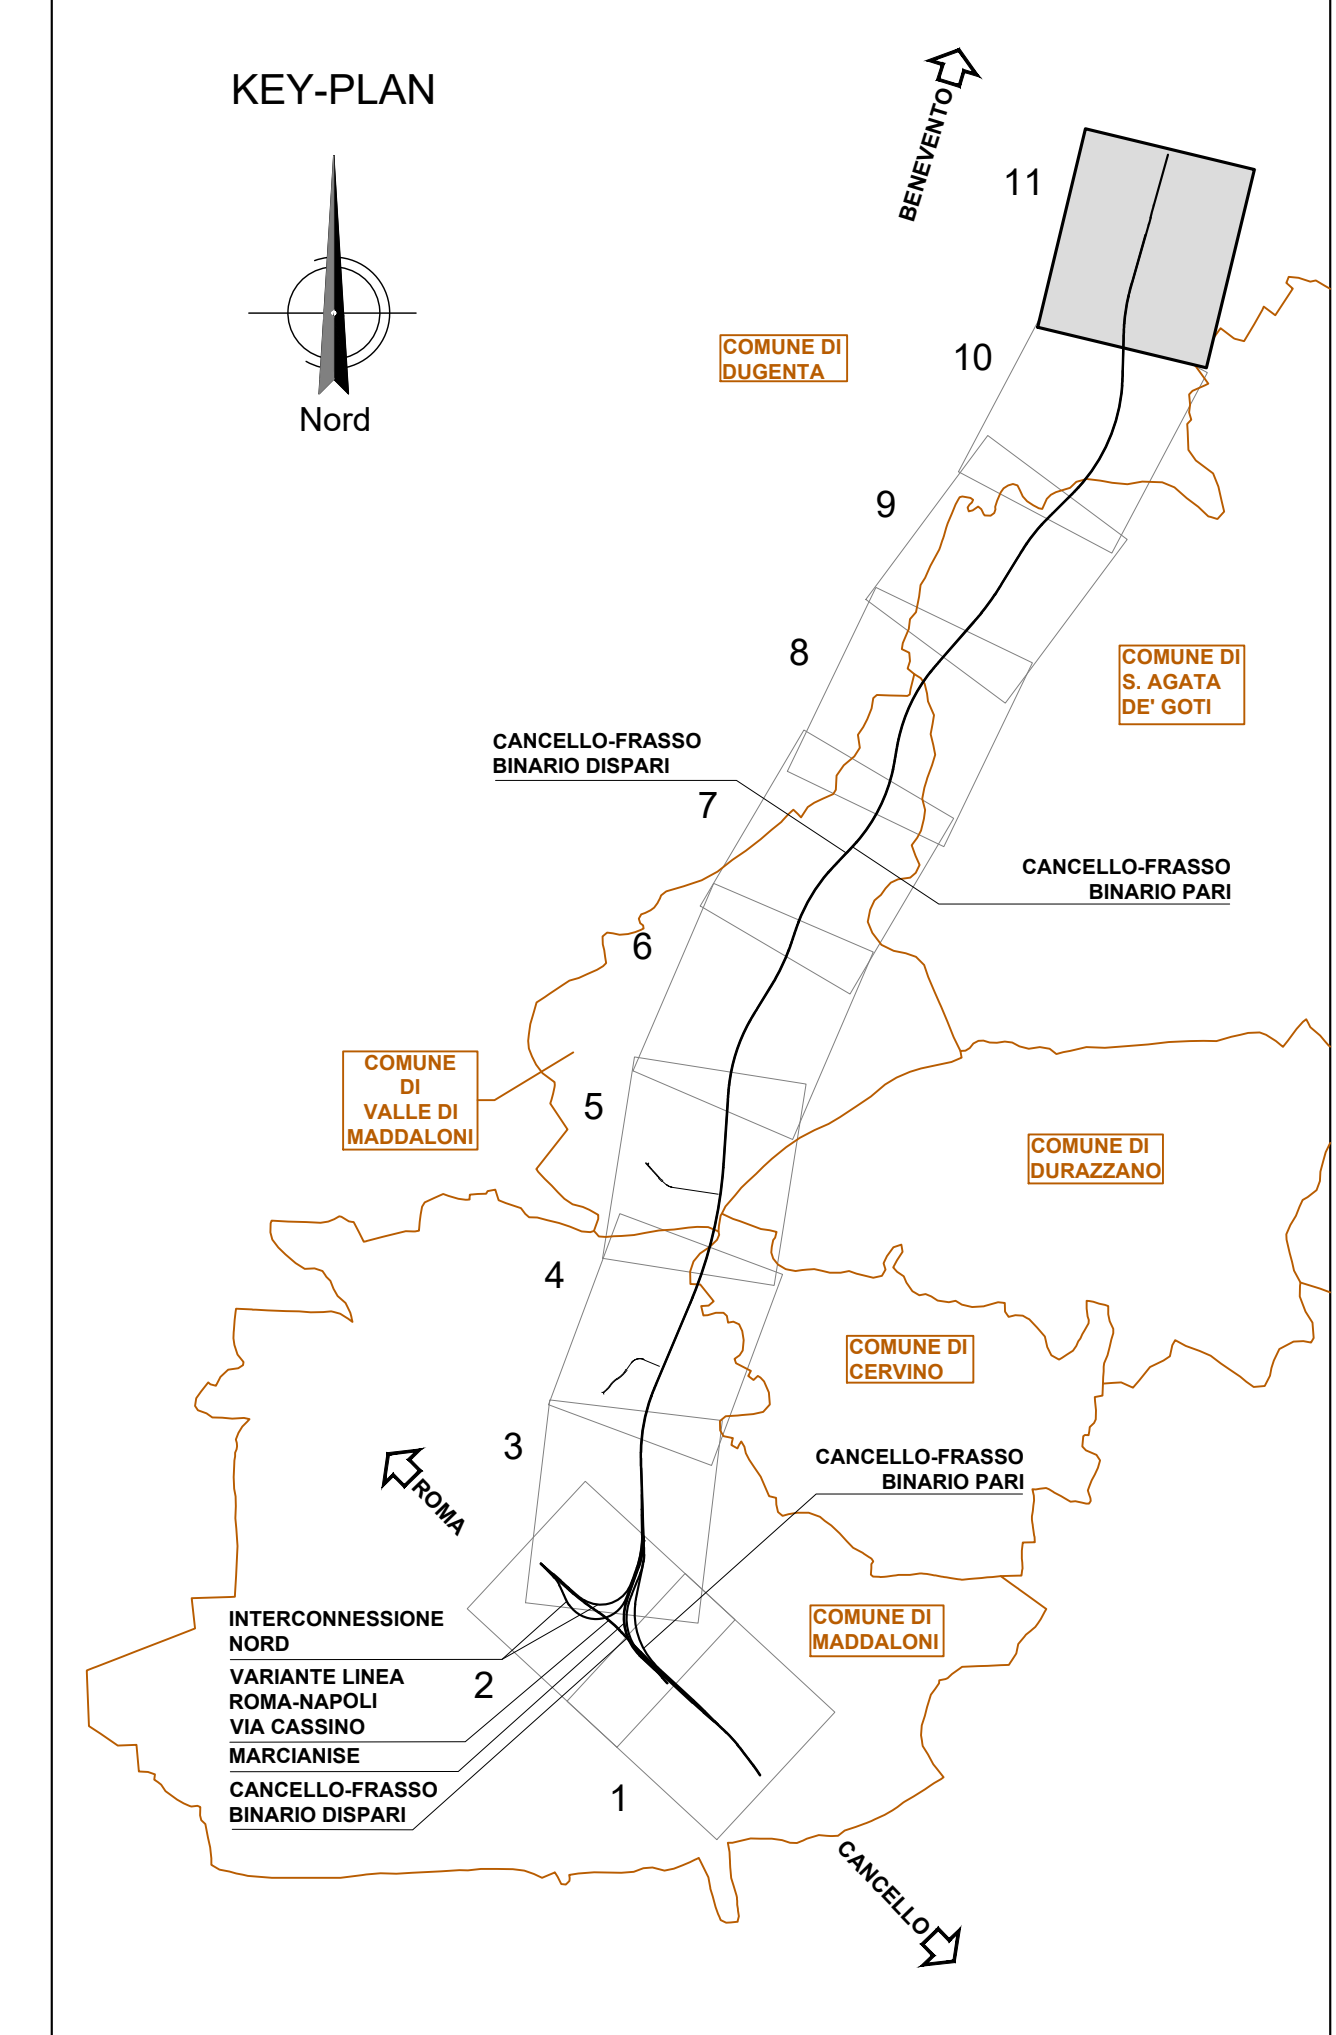 KEY-PLAN
BENEVENTO
11
Nord
COMUNE DI
DUGENTA
10
9
8
COMUNE DI
S. AGATA
DE' GOTI
CANCELLO-FRASSO
BINARIO DISPARI
7
CANCELLO-FRASSO
BINARIO PARI
6
COMUNE
DI
VALLE DI
MADDALONI
5
COMUNE DI
DURAZZANO
4
COMUNE DI
CERVINO
3
CANCELLO-FRASSO
BINARIO PARI
ROMA
INTERCONNESSIONE
NORD
COMUNE DI
MADDALONI
2
VARIANTE LINEA
ROMA-NAPOLI
VIA CASSINO
MARCIANISE
CANCELLO-FRASSO
BINARIO DISPARI
1
CANCELLO